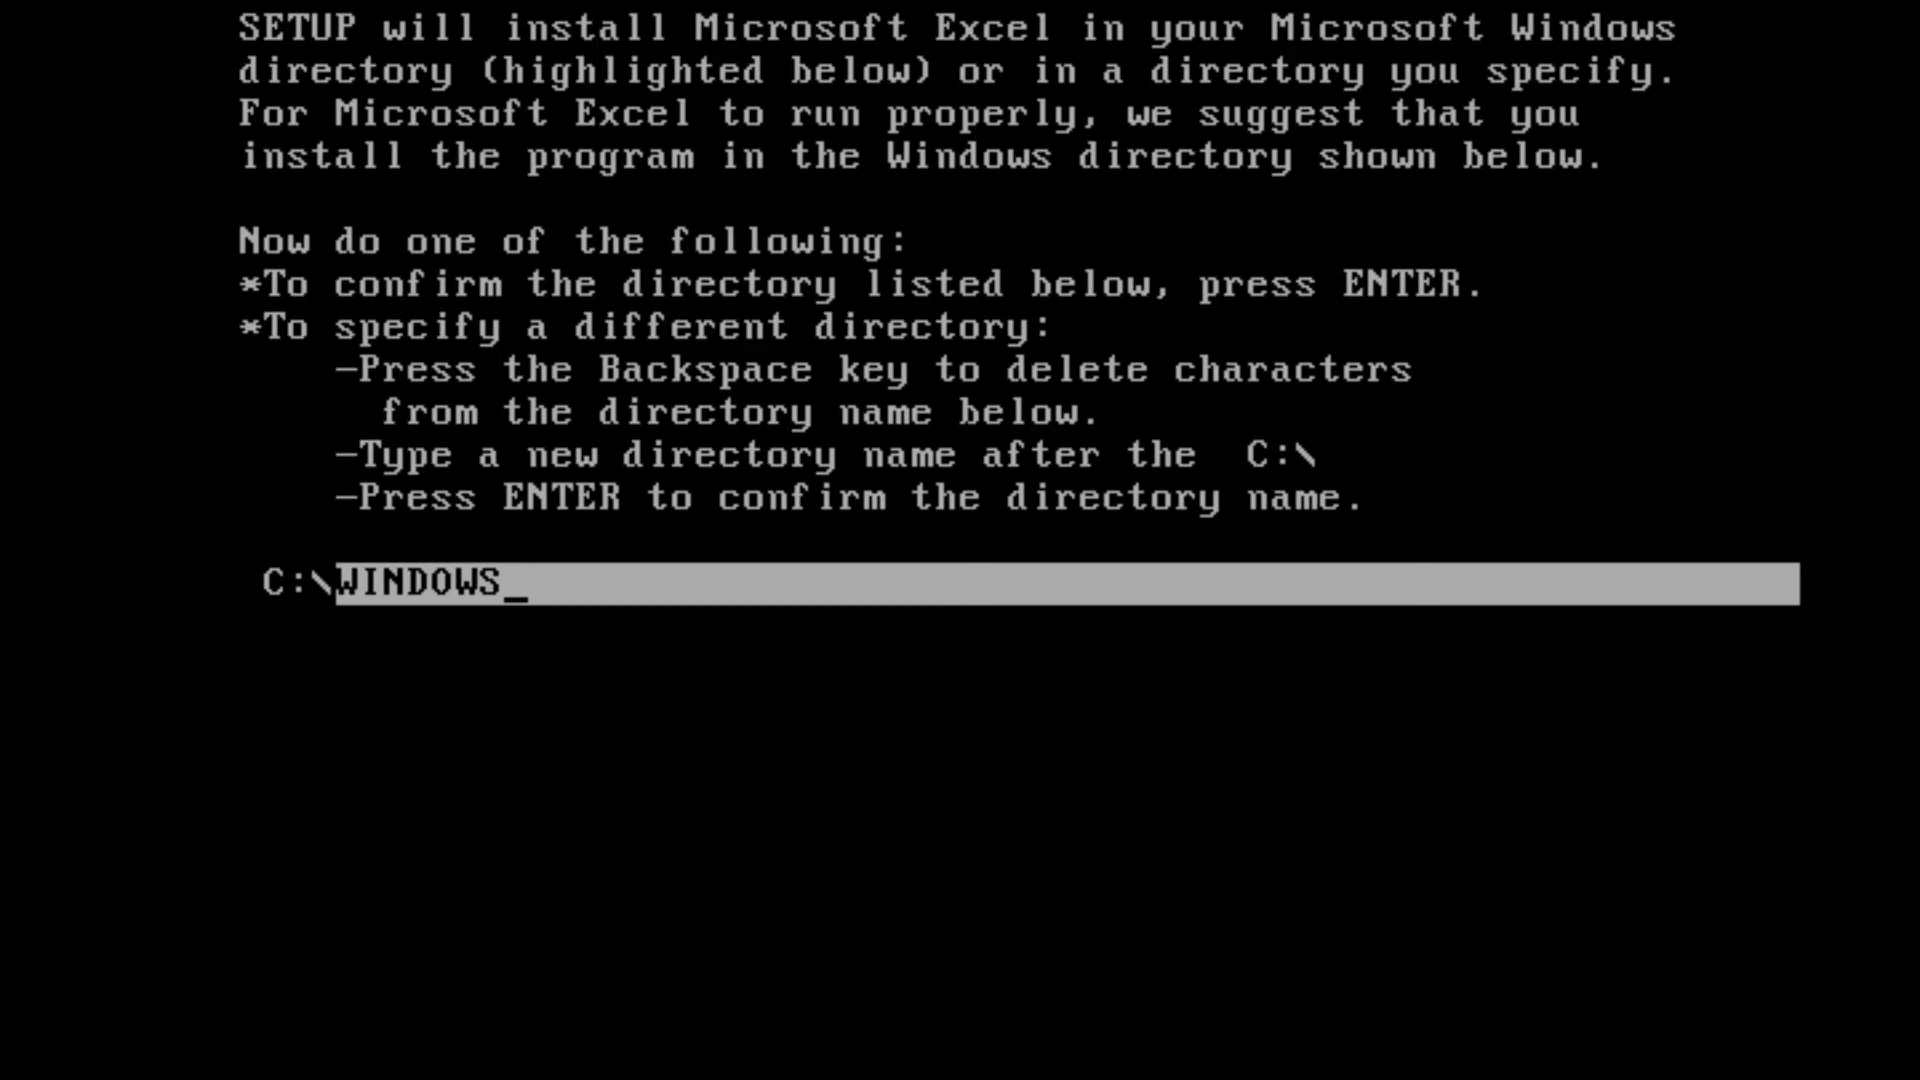 SETUP will install Microsoft Excel in your Microsoft Windows
directory (highlighted below) or in a directory you specify.
For Microsoft Excel to run properly, we suggest that you
install the program in the Windows directory shown below.
Now do one of the following:
*To confirm the directory listed below, press ENTER.
*To specify a different directory:
-Press the Backspace key to delete characters
from the directory name below.
-Type a new directory name after the  C:\
-Press ENTER to confirm the directory name.
C:\WINDOWS_